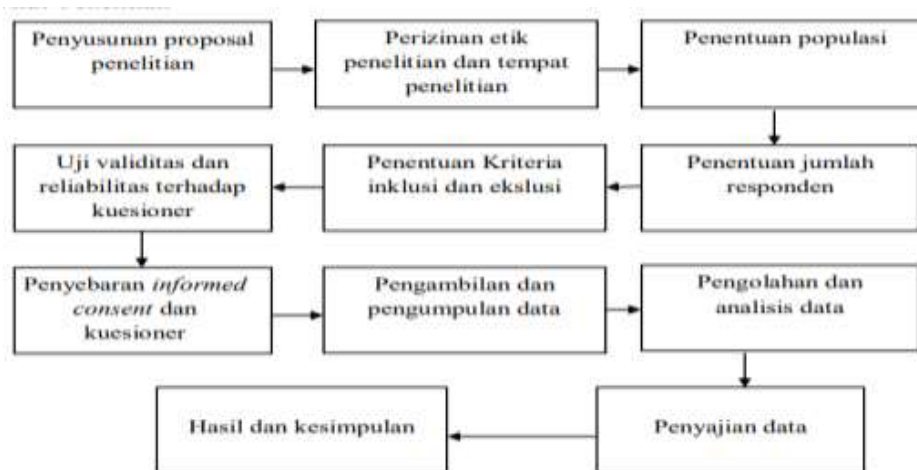 Penyusunan proposal
penelitian
Perizinan etik
penelitian dan tempat
penelitian
Penentuan populasi
Penentuan jumlah
responden
Penentuan Kriteria
inklusi dan ekslusi
Uji validitas dan
reliabilitas terhadap
kuesioner
Penyebaran informed
consent dan
kuesioner
Pengambilan dan
pengumpulan data
Pengolahan dan
analisis data
Penyajian data
Hasil dan kesimpulan